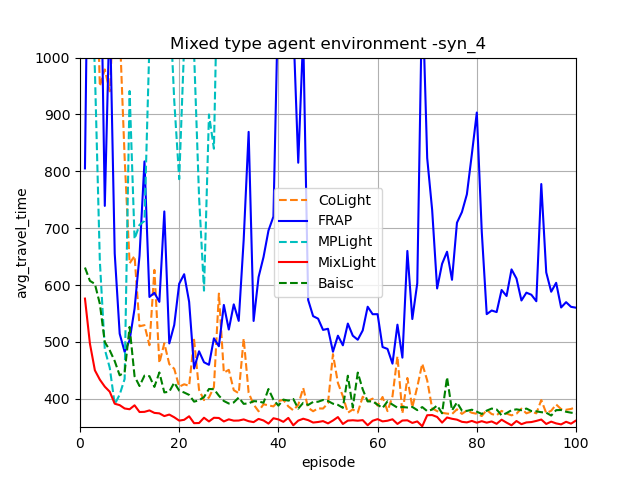 Mixed type agent environment -syn_4
1000
900
800
700
600
500
400
avg_travel_time
CoLight
FRAP
MPLight
MixLight
Baisc
0 20 40 60 80 100
episode